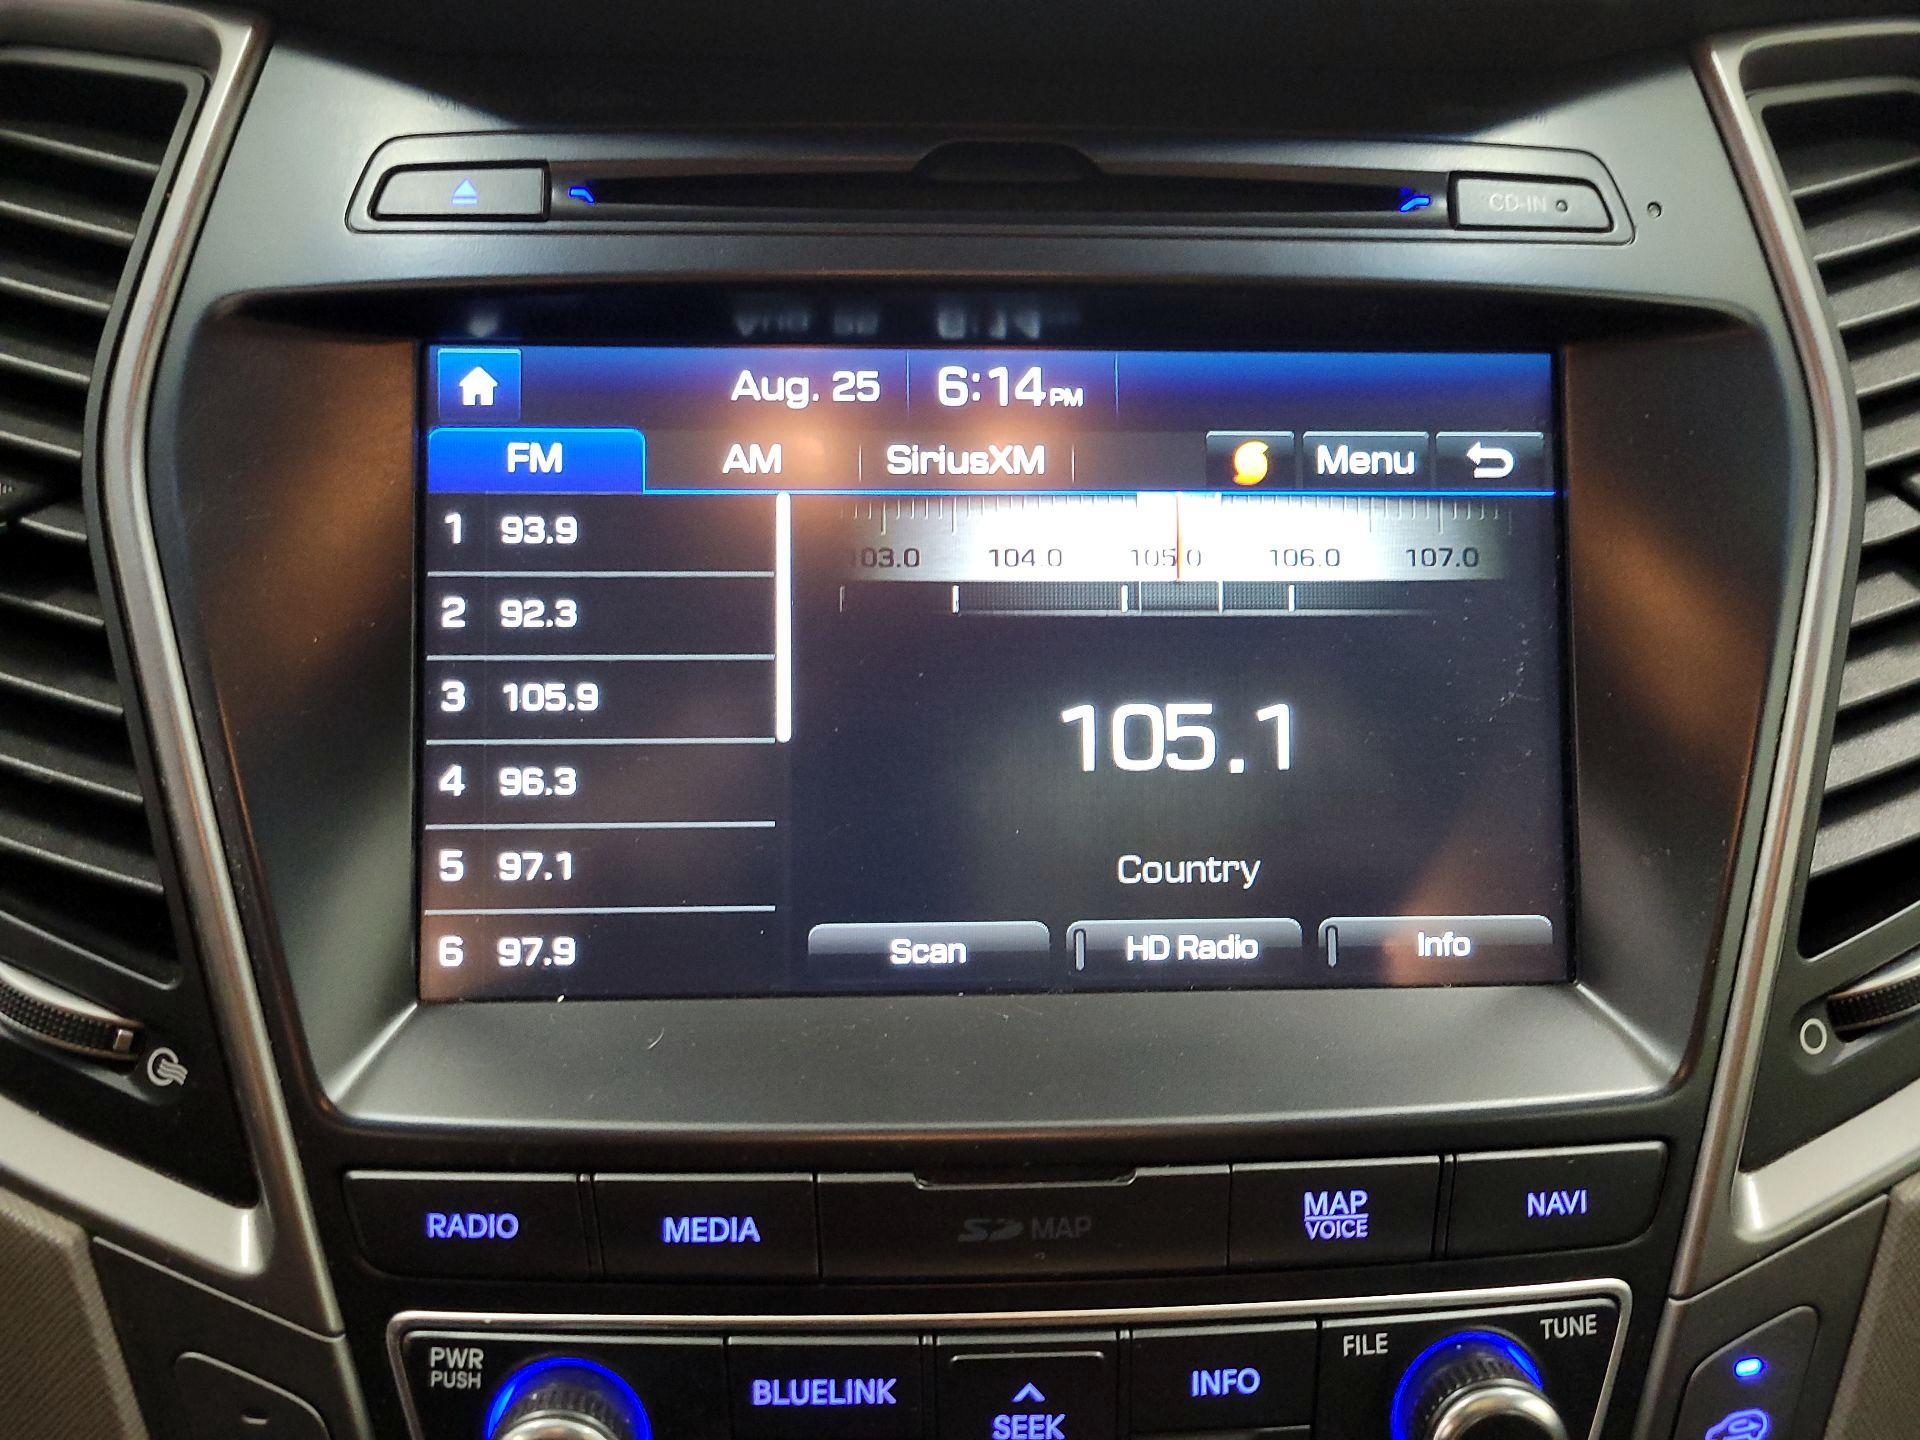 CD-IN
Aug. 25 6:14 PM
FM AM SiriusXM Menu
1 93.9
2 92.3
3 105.9
4 96.3
5 97.1
6 97.9
03.0 104.0 105.0 106.0 107.0
105.1
Country
Scan HD Radio Info
RADIO MEDIA SD MAP MAP VOICE NAVI
PWR PUSH
BLUELINK
SEEK
INFO
FILE
TUNE